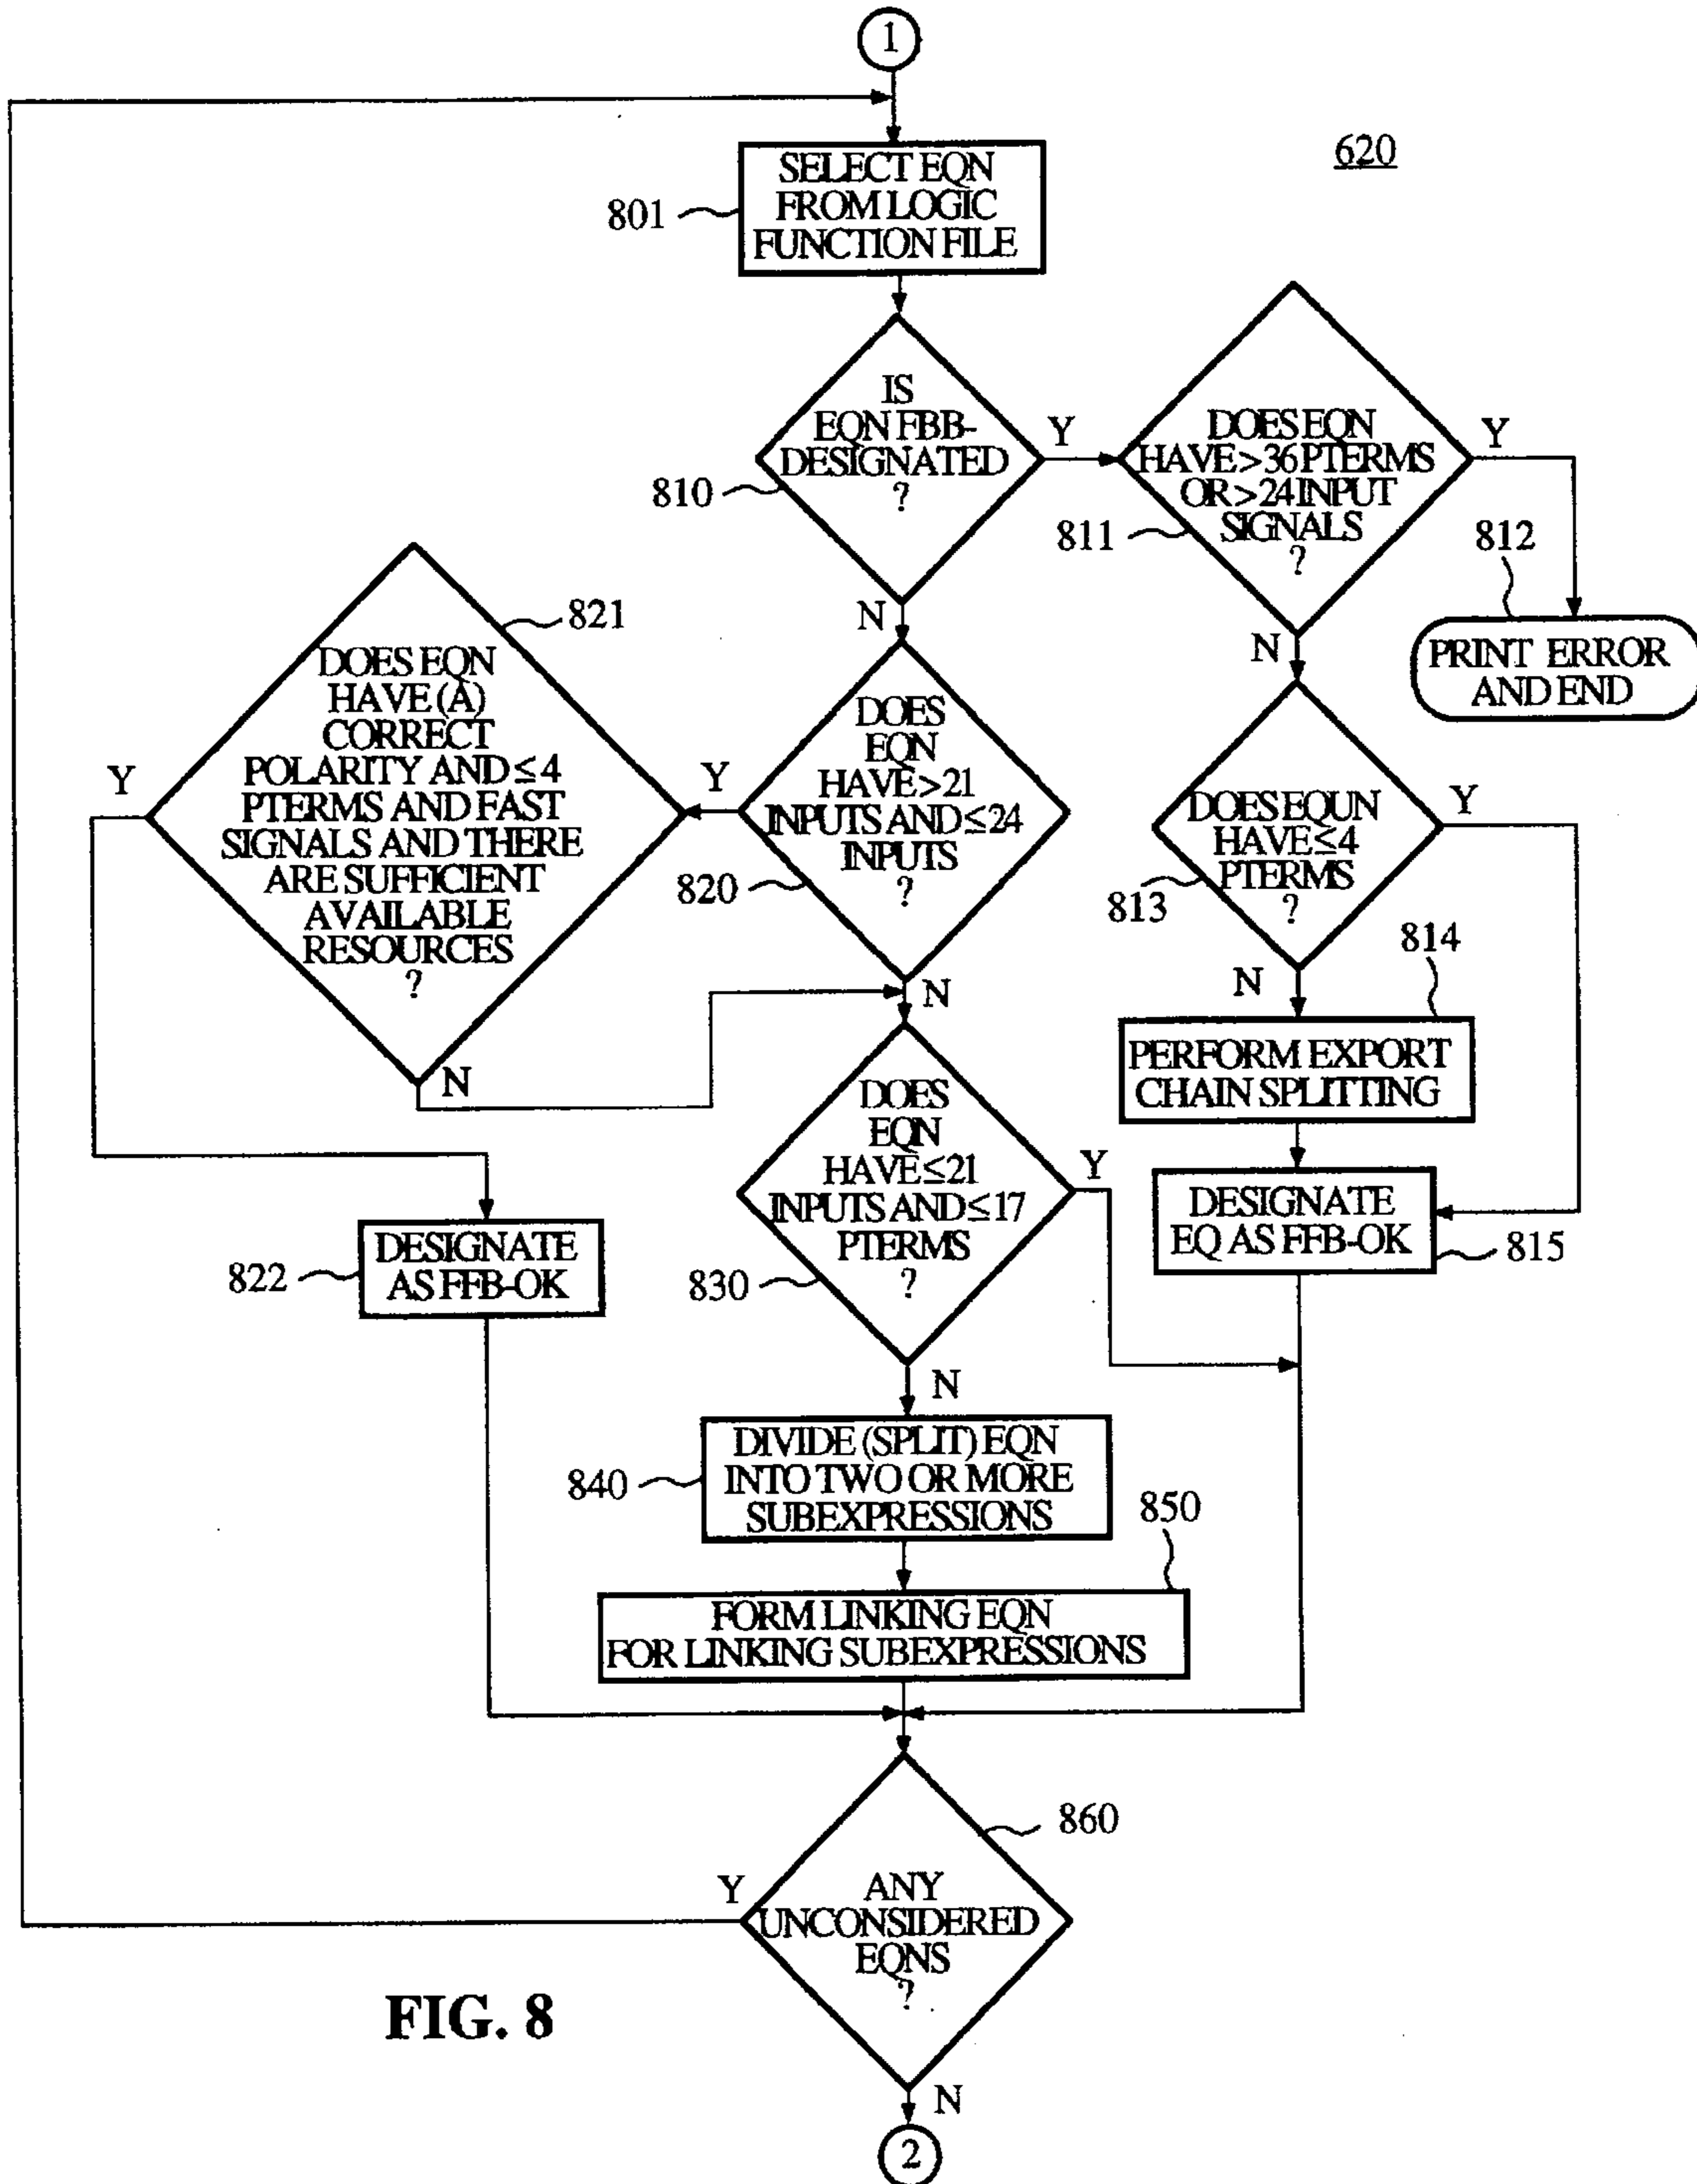 1
620
SELECT EQN
FROM LOGIC
FUNCTION FILE
801
IS
EQN FBB-
DESIGNATED
?
810
Y
N
DOES EQN
HAVE > 36 PTERMS
OR > 24 INPUT
SIGNALS
?
811
Y
N
812
PRINT ERROR
AND END
821
DOES EQN
HAVE (A)
CORRECT
POLARITY AND ≤ 4
PTERMS AND FAST
SIGNALS AND THERE
ARE SUFFICIENT
AVAILABLE
RESOURCES
?
Y
N
DOES
EQN
HAVE > 21
INPUTS AND ≤ 24
INPUTS
?
820
Y
N
DOES EQUN
HAVE ≤ 4
PTERMS
?
813
Y
N
814
PERFORM EXPORT
CHAIN SPLITTING
DESIGNATE
EQ AS FFB-OK
815
DOES
EQN
HAVE ≤ 21
INPUTS AND ≤ 17
PTERMS
?
830
Y
N
DESIGNATE
AS FFB-OK
822
DIVIDE (SPLIT) EQN
INTO TWO OR MORE
SUBEXPRESSIONS
840
850
FORM LINKING EQN
FOR LINKING SUBEXPRESSIONS
860
ANY
UNCONSIDERED
EQNS
?
Y
N
2
FIG. 8